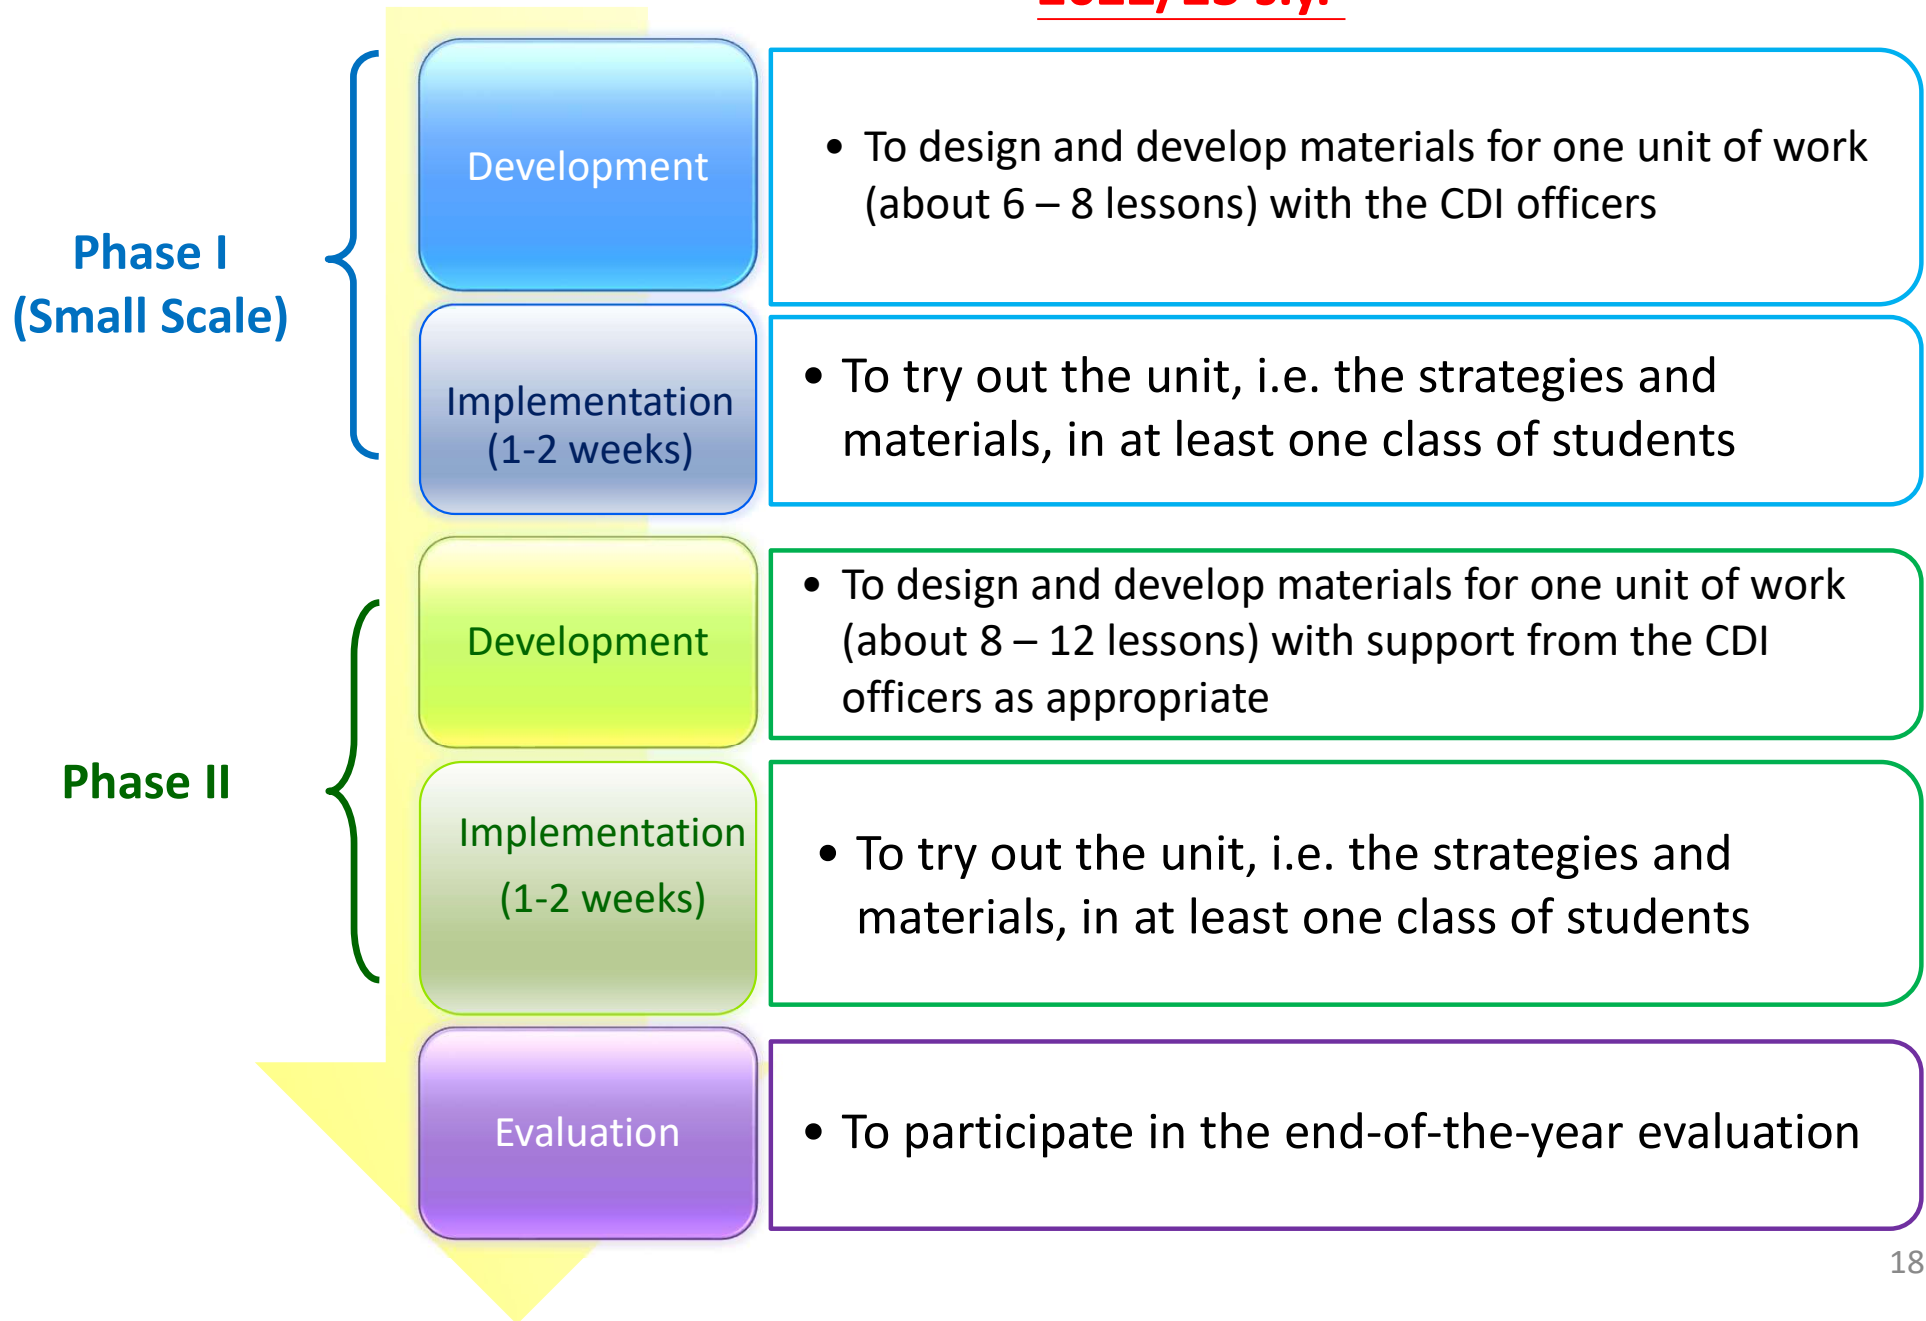 Phase I
(Small Scale)
Development
• To design and develop materials for one unit of work
(about 6 – 8 lessons) with the CDI officers
Implementation
(1-2 weeks)
• To try out the unit, i.e. the strategies and
materials, in at least one class of students
Phase II
Development
• To design and develop materials for one unit of work
(about 8 – 12 lessons) with support from the CDI
officers as appropriate
Implementation
(1-2 weeks)
• To try out the unit, i.e. the strategies and
materials, in at least one class of students
Evaluation
• To participate in the end-of-the-year evaluation
18